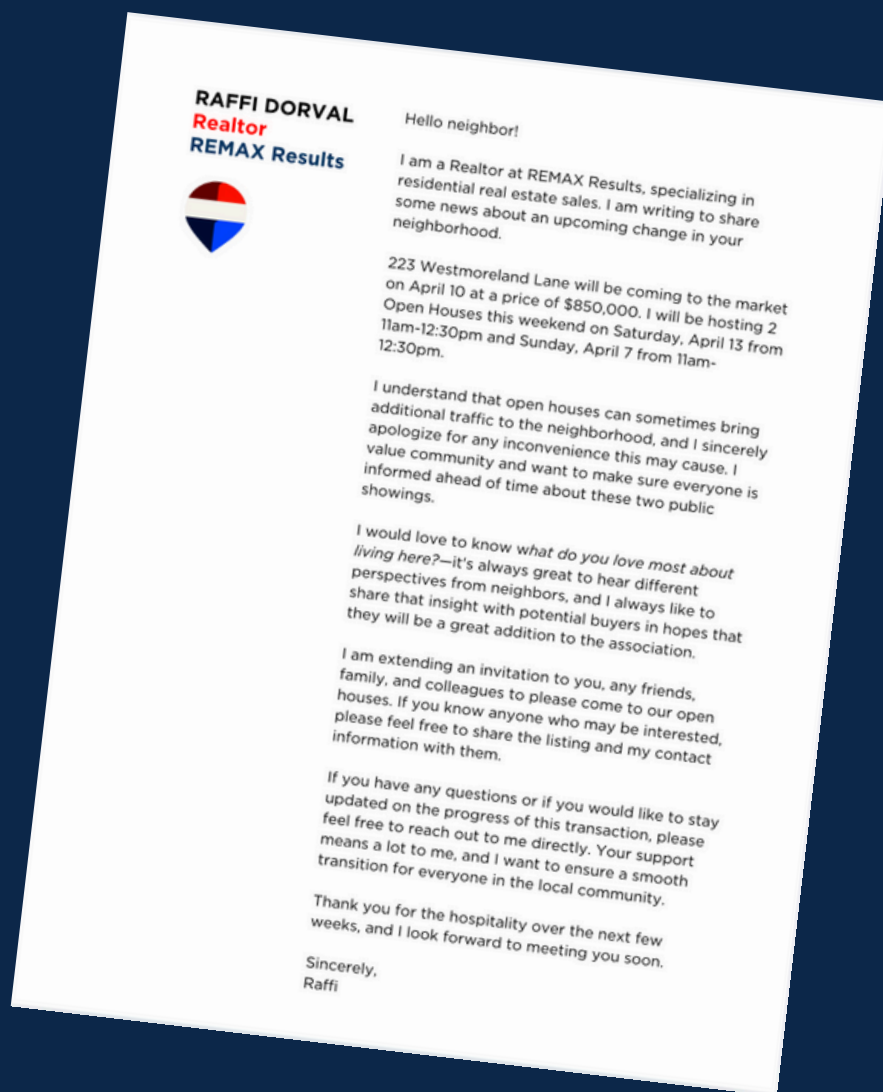 RAFFI DORVAL
Realtor
REMAX Results
Hello neighbor!
I am a Realtor at REMAX Results, specializing in
residential real estate sales. I am writing to share
some news about an upcoming change in your
neighborhood.
223 Westmoreland Lane will be coming to the market
on April 10 at a price of $850,000. I will be hosting 2
Open Houses this weekend on Saturday, April 13 from
11am-12:30pm and Sunday, April 7 from 11am-
12:30pm.
I understand that open houses can sometimes bring
additional traffic to the neighborhood, and I sincerely
apologize for any inconvenience this may cause. I
value community and want to make sure everyone is
informed ahead of time about these two public
showings.
I would love to know what do you love most about
living here?—it's always great to hear different
perspectives from neighbors, and I always like to
share that insight with potential buyers in hopes that
they will be a great addition to the association.
I am extending an invitation to you, any friends,
family, and colleagues to please come to our open
houses. If you know anyone who may be interested,
please feel free to share the listing and my contact
information with them.
If you have any questions or if you would like to stay
updated on the progress of this transaction, please
feel free to reach out to me directly. Your support
means a lot to me, and I want to ensure a smooth
transition for everyone in the local community.
Thank you for the hospitality over the next few
weeks, and I look forward to meeting you soon.
Sincerely,
Raffi